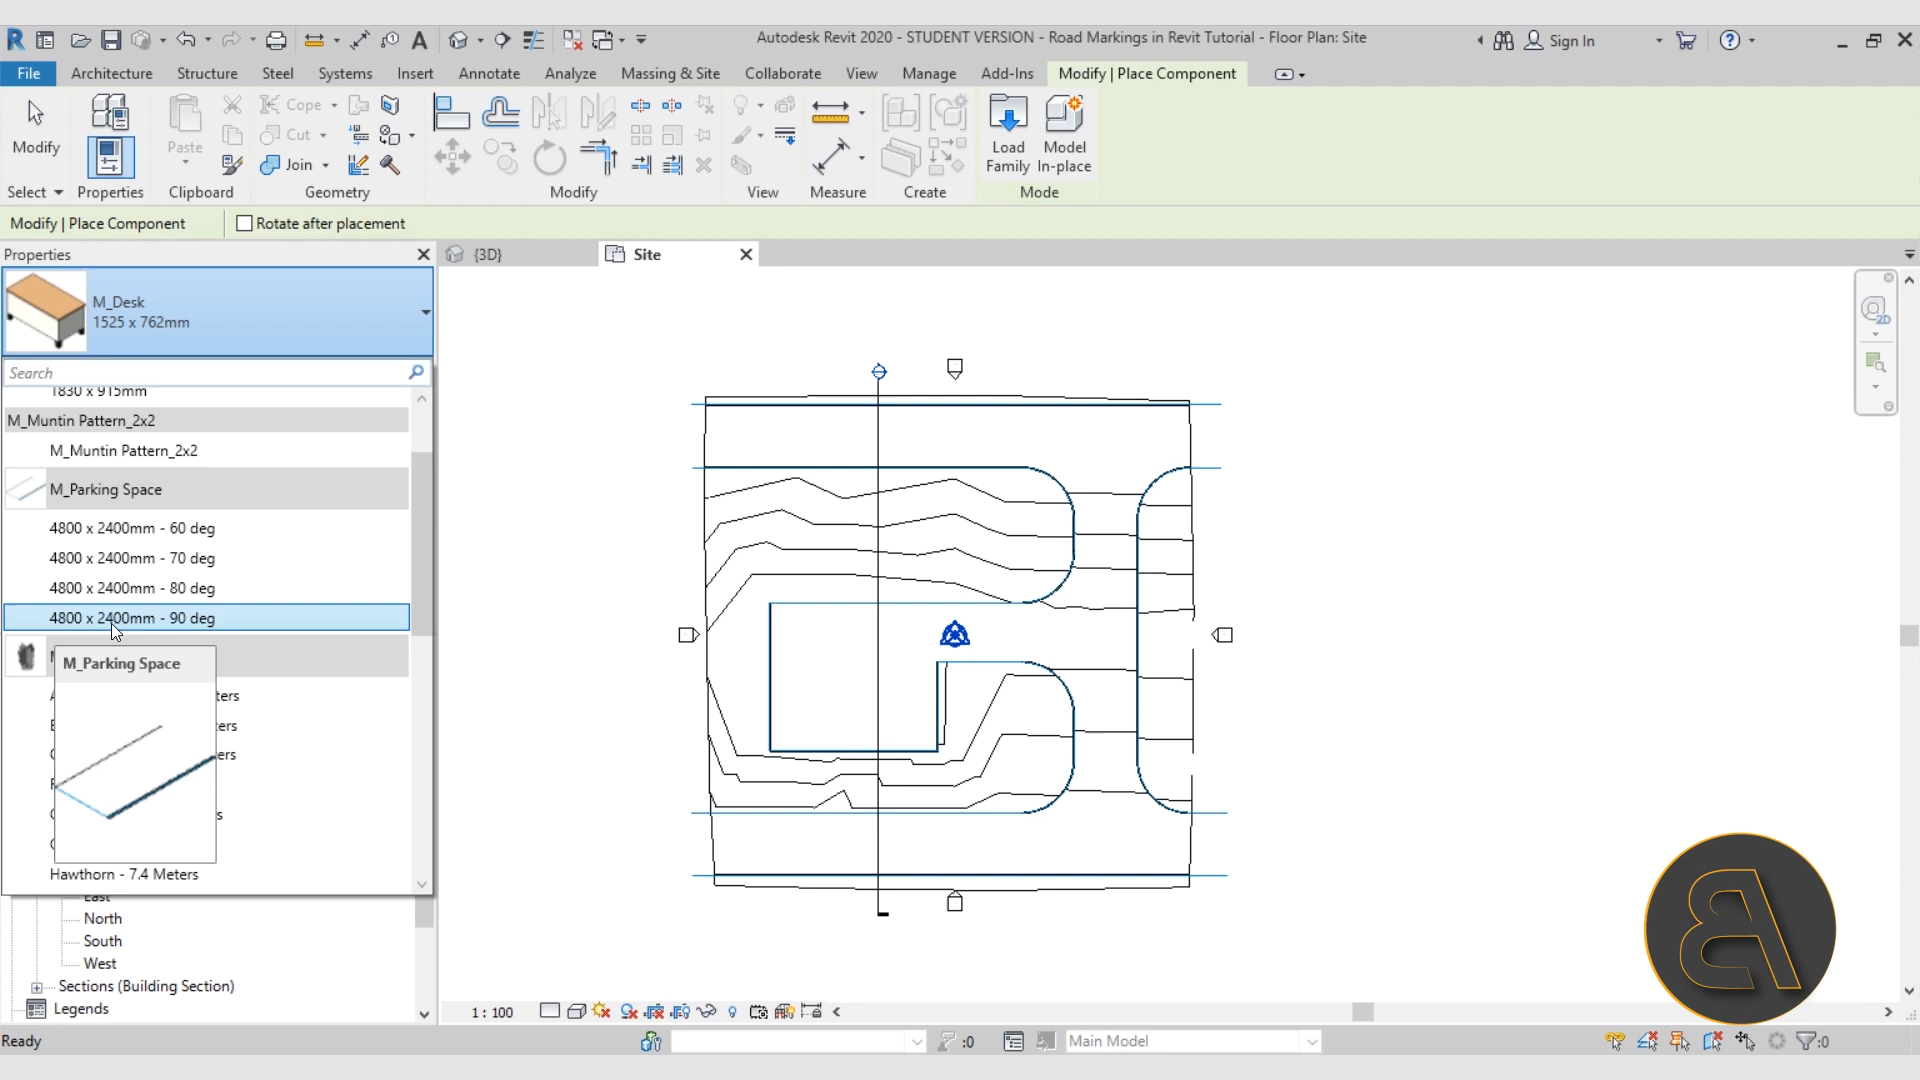 Autodesk Revit 2020 - STUDENT VERSION - Road Markings in Revit Tutorial - Floor Plan: Site
Sign In
File Architecture Structure Steel Systems Insert Annotate Analyze Massing & Site Collaborate View Manage Add-Ins Modify | Place Component
Modify
Paste
Cope
Cut
Join
Load Family
Model In-place
Select Properties Clipboard Geometry Modify View Measure Create Mode
Modify | Place Component
Rotate after placement
Properties
{3D}
Site
M_Desk
1525 x 762mm
Search
1830 x 915mm
M_Muntin Pattern_2x2
M_Muntin Pattern_2x2
M_Parking Space
4800 x 2400mm - 60 deg
4800 x 2400mm - 70 deg
4800 x 2400mm - 80 deg
4800 x 2400mm - 90 deg
M_Parking Space
Hawthorn - 7.4 Meters
East
North
South
West
Sections (Building Section)
Legends
1 : 100
Ready
:0
Main Model
:0
2D